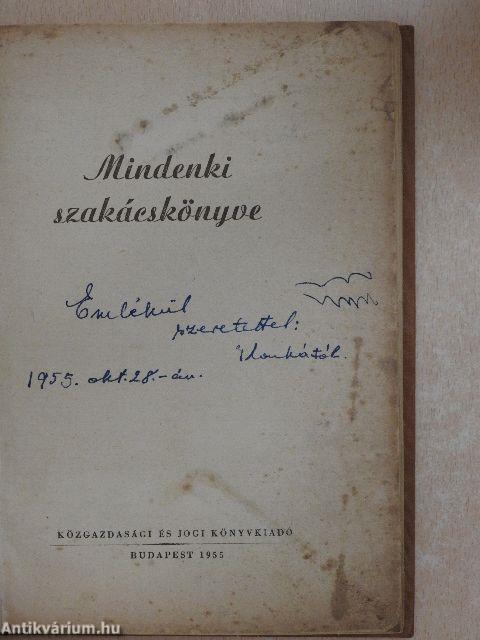 Mindenki
szakácskönyve
Emlékül
szeretettel:
Ilonkától.
1955. okt. 28.-án.
KÖZGAZDASÁGI ÉS JOGI KÖNYVKIADÓ
BUDAPEST 1955
Antikvárium.hu